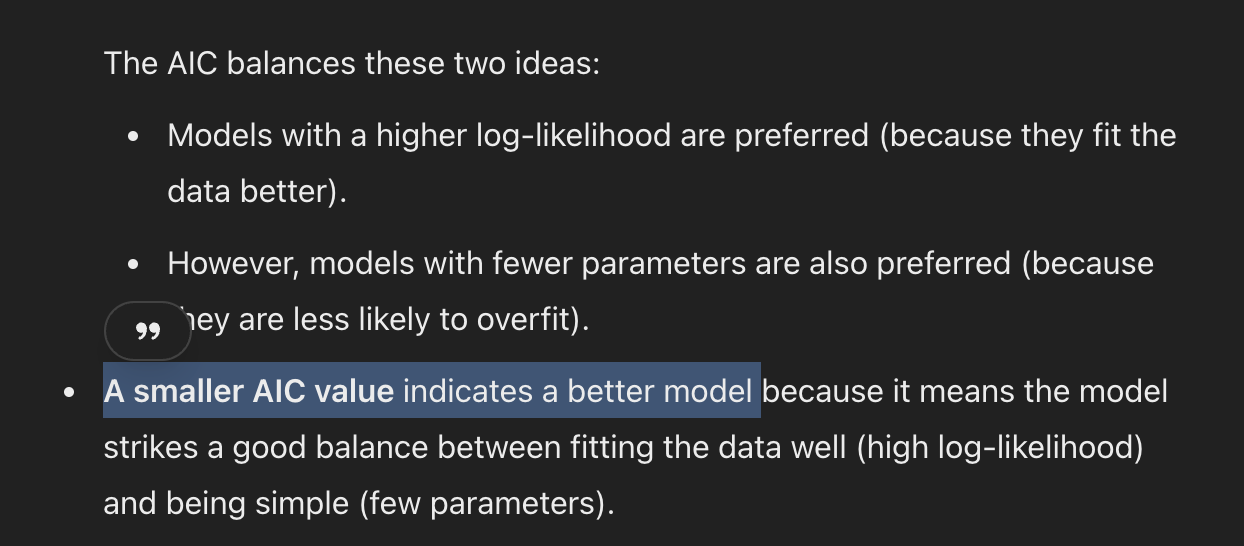 The AIC balances these two ideas:
• Models with a higher log-likelihood are preferred (because they fit the
data better).
• However, models with fewer parameters are also preferred (because
hey are less likely to overfit).
• A smaller AIC value indicates a better model because it means the model
strikes a good balance between fitting the data well (high log-likelihood)
and being simple (few parameters).